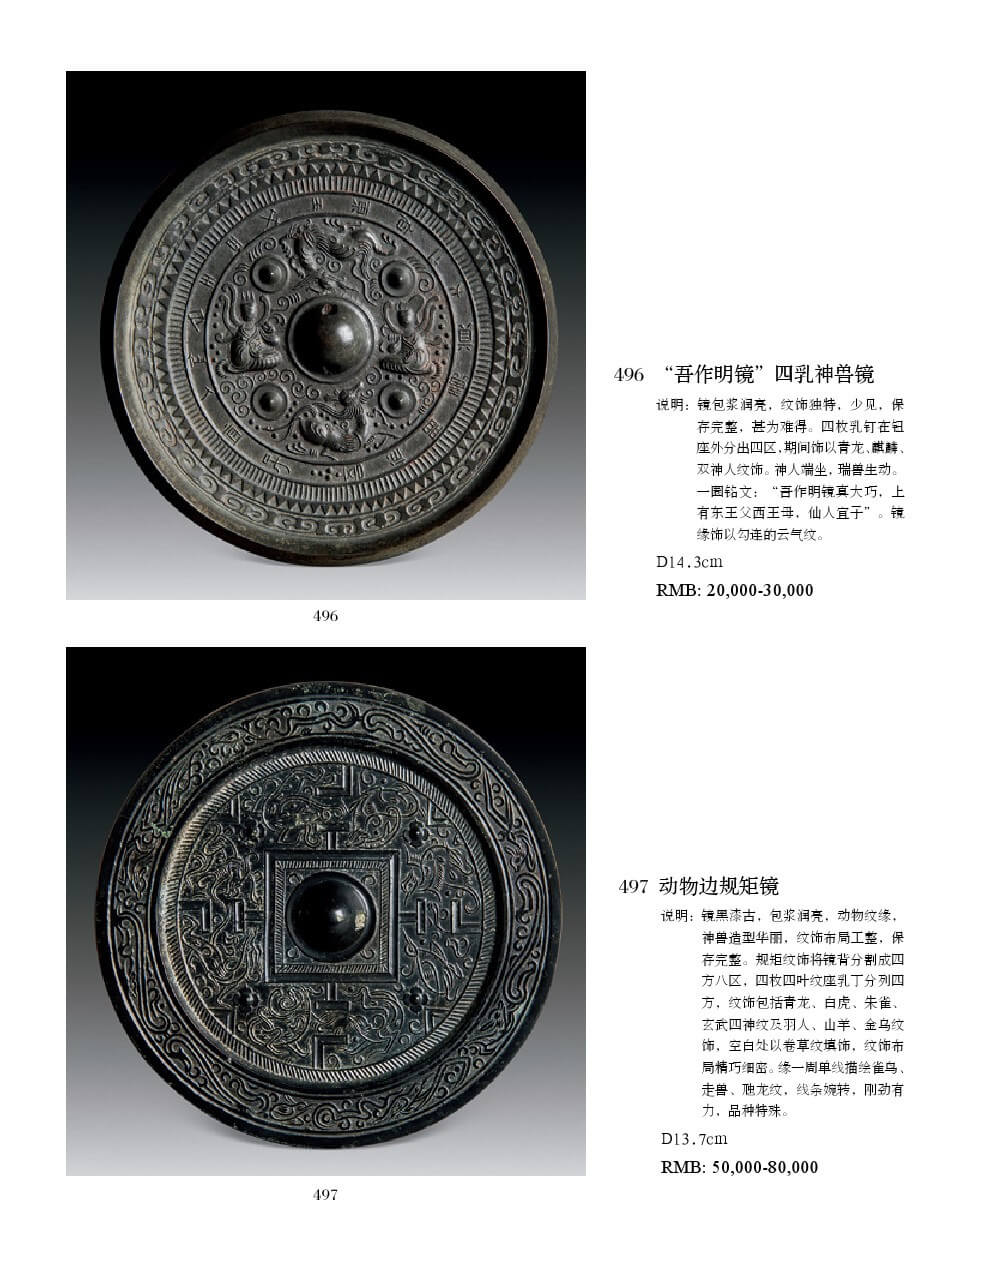 496 “吾作明镜”四乳神兽镜
说明：镜包浆润亮，纹饰独特，少见，保
存完整，甚为难得。四枚乳钉在钮
座外分出四区，期间饰以青龙、麒麟、
双神人纹饰。神人端坐，瑞兽生动。
一圈铭文：“吾作明镜真大巧，上
有东王父西王母，仙人宜子”。镜
缘饰以勾连的云气纹。
D14.3cm
RMB: 20,000-30,000
496
497 动物边规矩镜
说明：镜黑漆古，包浆润亮，动物纹缘，
神兽造型华丽，纹饰布局工整，保
存完整。规矩纹饰将镜背分割成四
方八区，四枚四叶纹座乳丁分列四
方，纹饰包括青龙、白虎、朱雀、
玄武四神纹及羽人、山羊、金乌纹
饰，空白处以卷草纹填饰，纹饰布
局精巧细密。缘一周单线描绘雀鸟、
走兽、虺龙纹，线条婉转，刚劲有
力，品种特殊。
D13.7cm
RMB: 50,000-80,000
497